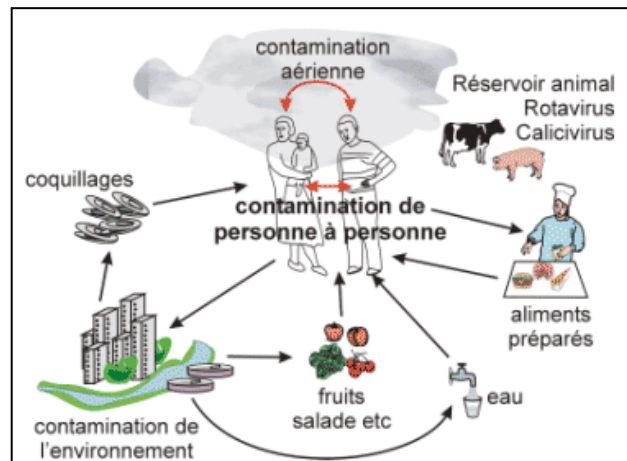 contamination
aérienne
Réservoir animal
Rotavirus
Calicivirus
coquillages
contamination de
personne à personne
aliments
préparés
fruits
salade etc
eau
contamination de
l'environnement